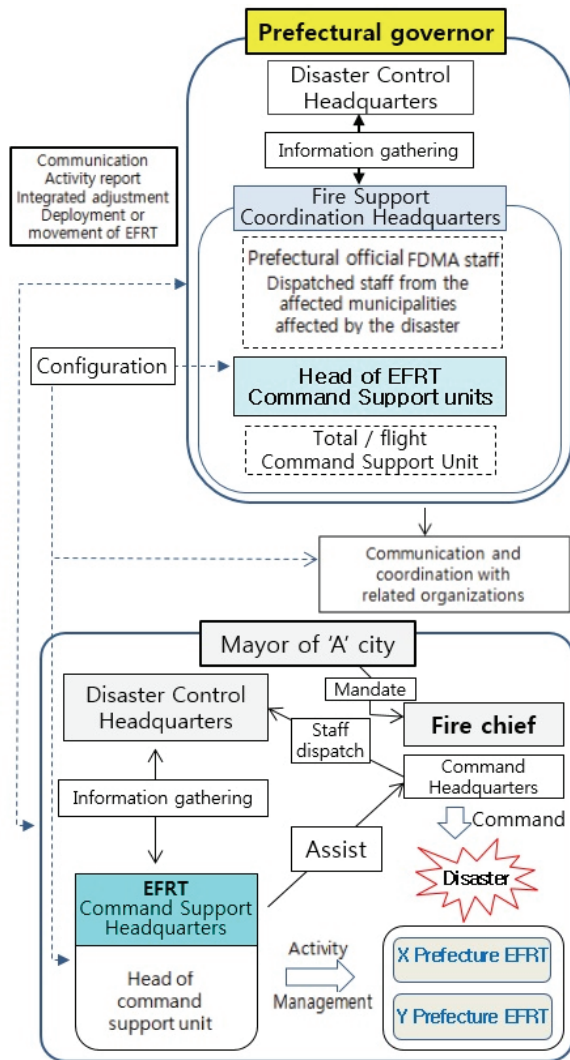 Prefectural governor
Disaster Control
Headquarters
Information gathering
Communication
Activity report
Integrated adjustment
Deployment or
movement of EFRT
Fire Support
Coordination Headquarters
Prefectural official FDMA staff
Dispatched staff from the
affected municipalities
affected by the disaster
Configuration
Head of EFRT
Command Support units
Total / flight
Command Support Unit
Communication and
coordination with
related organizations
Mayor of 'A' city
Mandate
Disaster Control
Headquarters
Fire chief
Staff
dispatch
Command
Headquarters
Information gathering
Command
Assist
Disaster
EFRT
Command Support
Headquarters
Head of
command
support unit
Activity
Management
X Prefecture EFRT
Y Prefecture EFRT